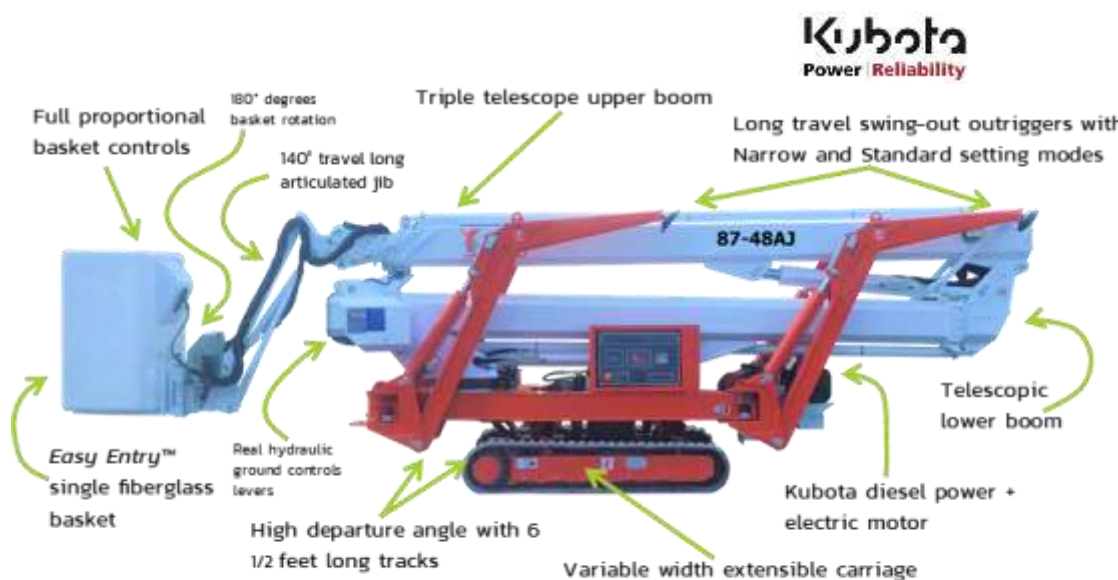 Kubota
Power | Reliability
Full proportional
basket controls
180° degrees
basket rotation
140° travel long
articulated jib
Triple telescope upper boom
Long travel swing-out outriggers with
Narrow and Standard setting modes
87-48AJ
Telescopic
lower boom
Easy Entry™
single fiberglass
basket
Real hydraulic
ground controls
levers
High departure angle with 6
1/2 feet long tracks
Kubota diesel power +
electric motor
Variable width extensible carriage